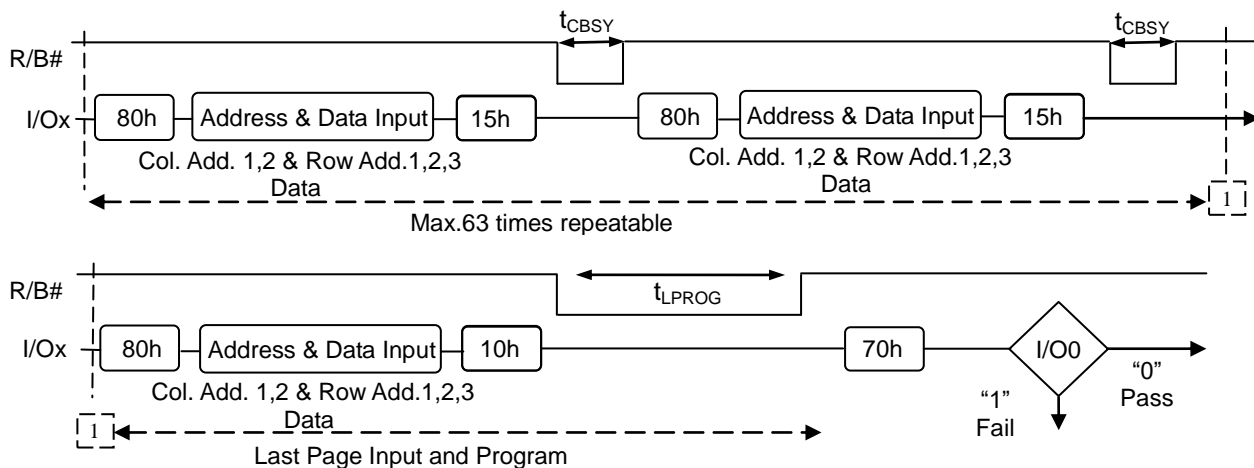 tCBSY tCBSY
R/B#
I/Ox 80h Address & Data Input 15h 80h Address & Data Input 15h
Col. Add. 1,2 & Row Add.1,2,3 Col. Add. 1,2 & Row Add.1,2,3
Data Data
1
Max.63 times repeatable
R/B#
tLPROG
I/Ox 80h Address & Data Input 10h 70h I/O0
“0”
Col. Add. 1,2 & Row Add.1,2,3 “1” Pass
Data Fail
1
Last Page Input and Program